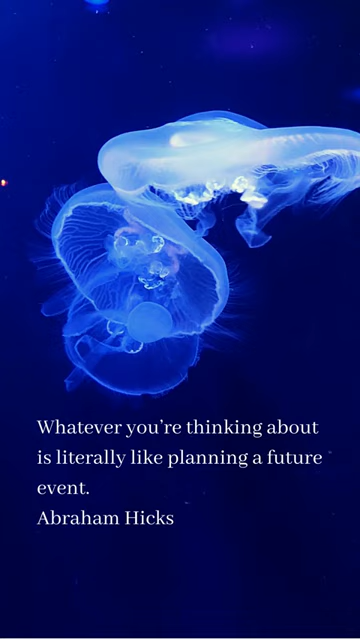 Whatever you're thinking about
is literally like planning a future
event.
Abraham Hicks